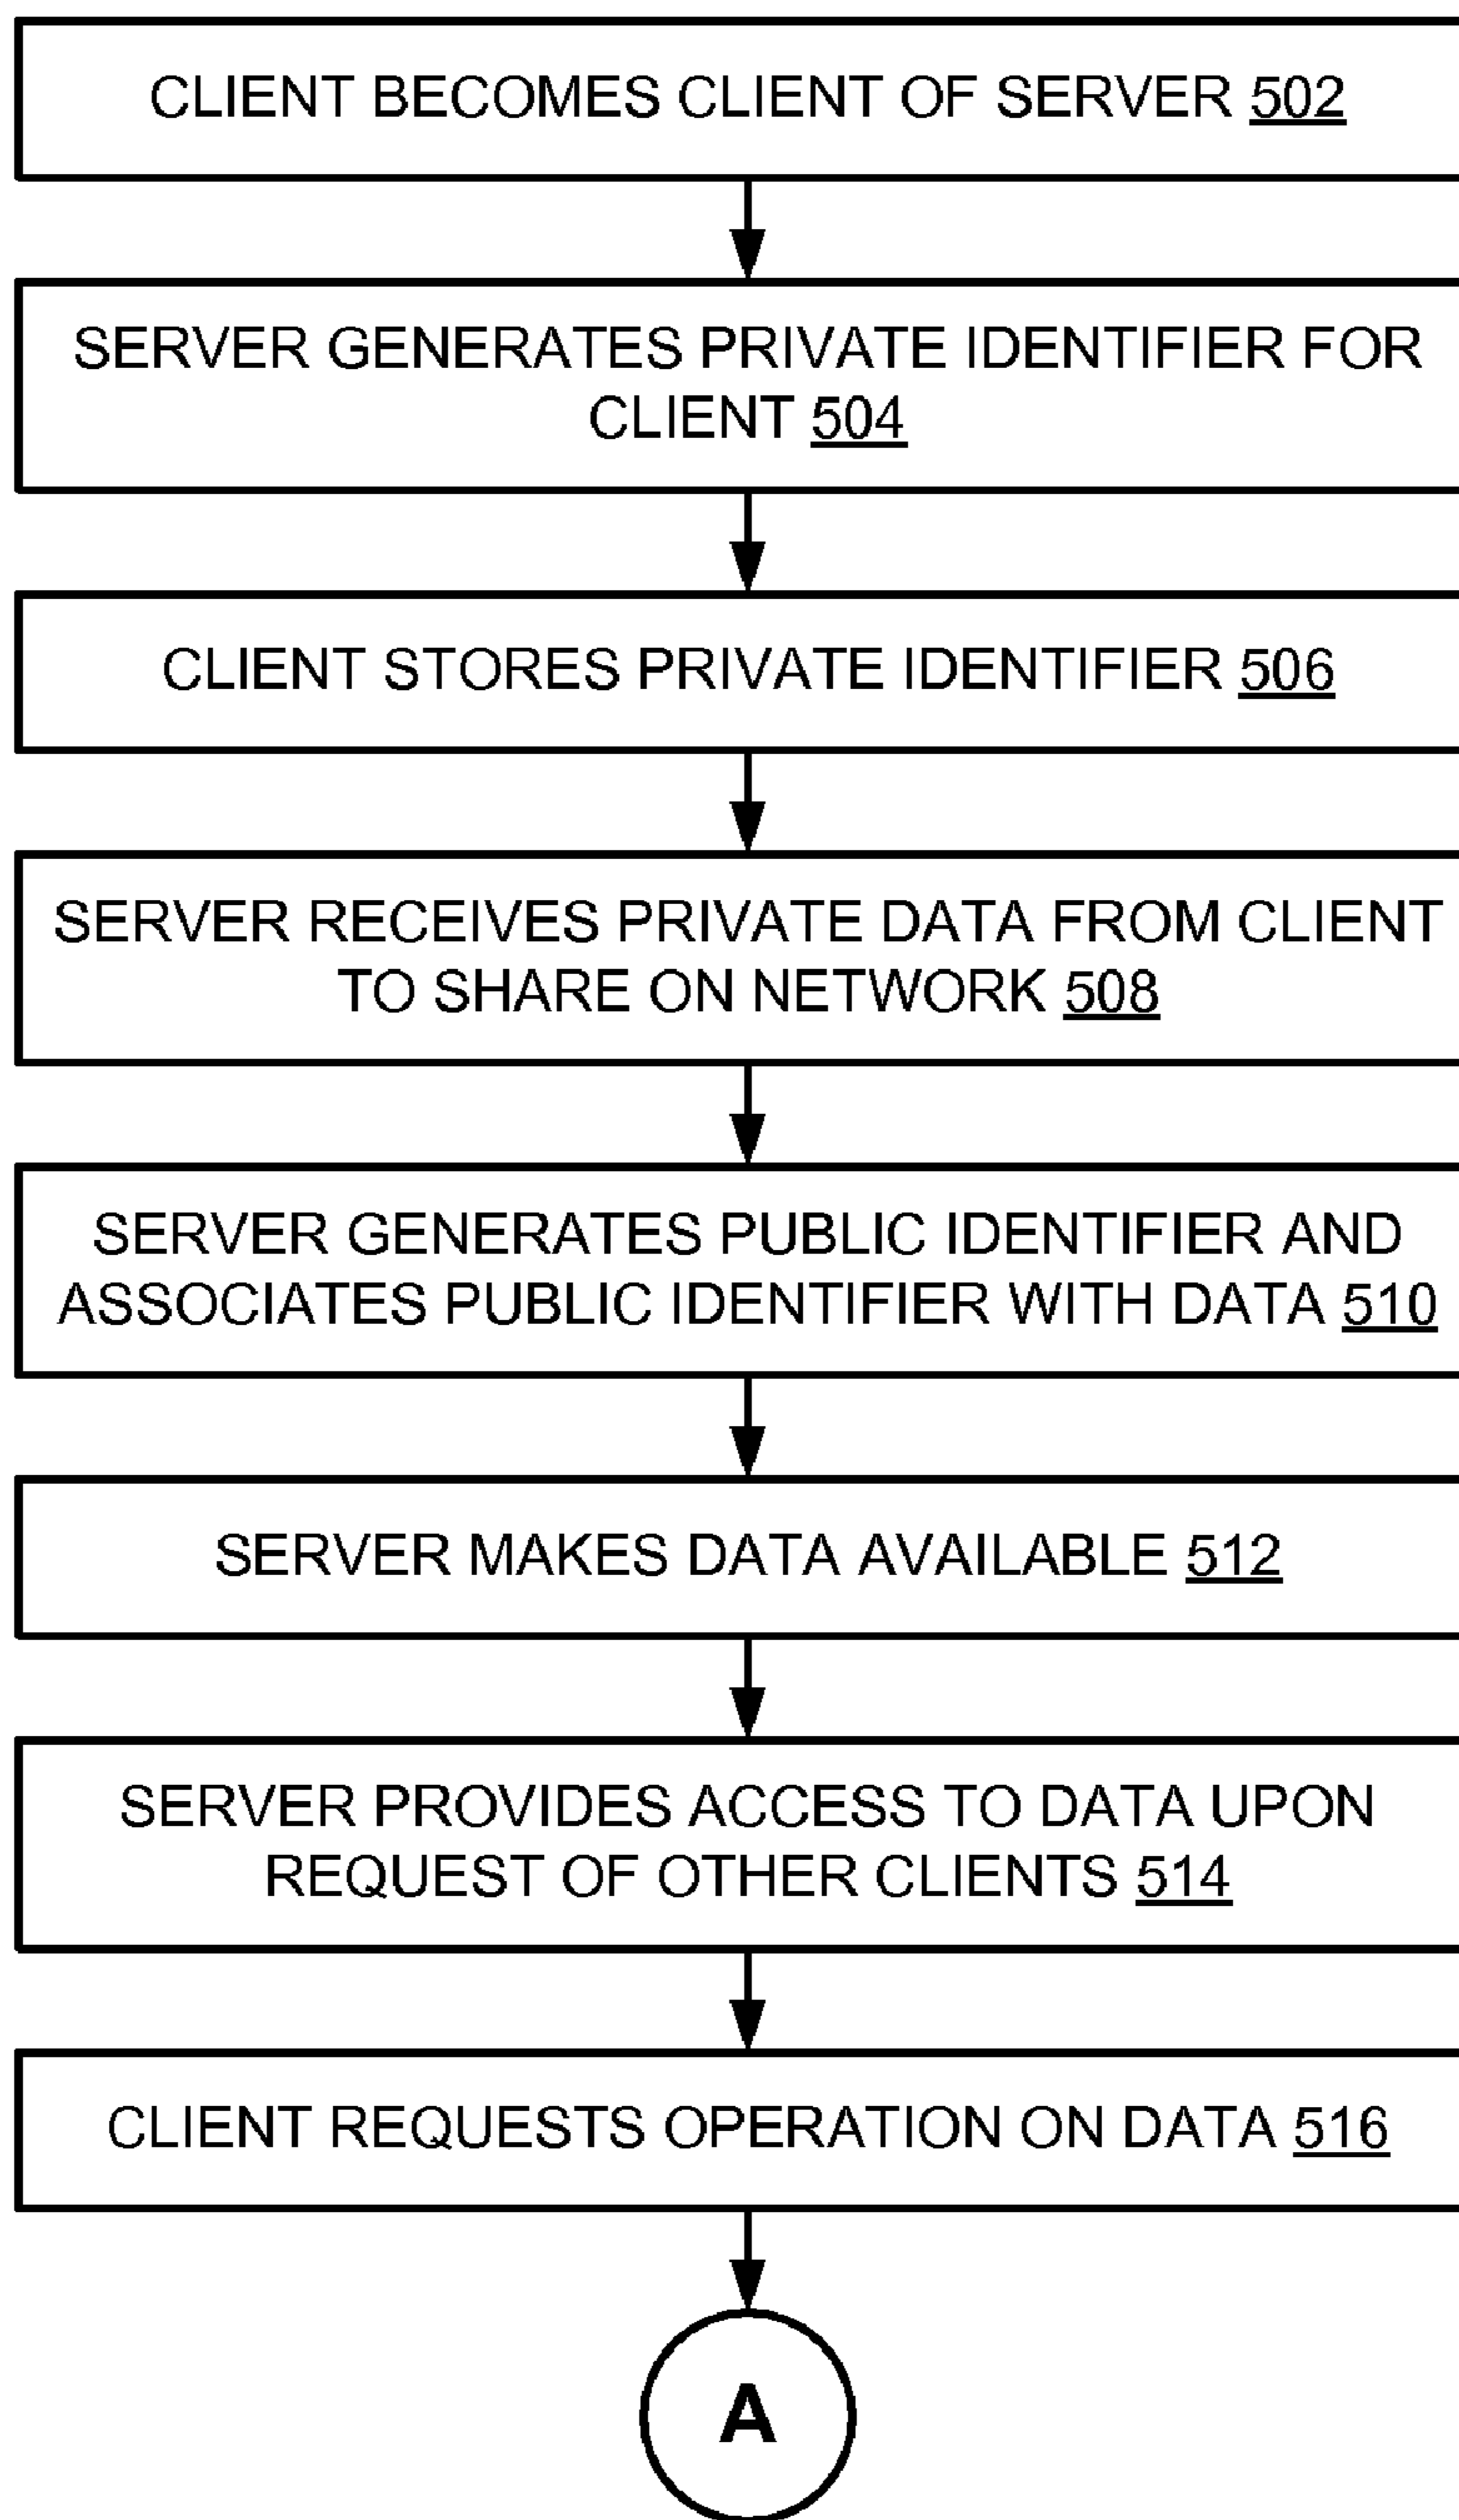 CLIENT BECOMES CLIENT OF SERVER 502
SERVER GENERATES PRIVATE IDENTIFIER FOR
CLIENT 504
CLIENT STORES PRIVATE IDENTIFIER 506
SERVER RECEIVES PRIVATE DATA FROM CLIENT
TO SHARE ON NETWORK 508
SERVER GENERATES PUBLIC IDENTIFIER AND
ASSOCIATES PUBLIC IDENTIFIER WITH DATA 510
SERVER MAKES DATA AVAILABLE 512
SERVER PROVIDES ACCESS TO DATA UPON
REQUEST OF OTHER CLIENTS 514
CLIENT REQUESTS OPERATION ON DATA 516
A